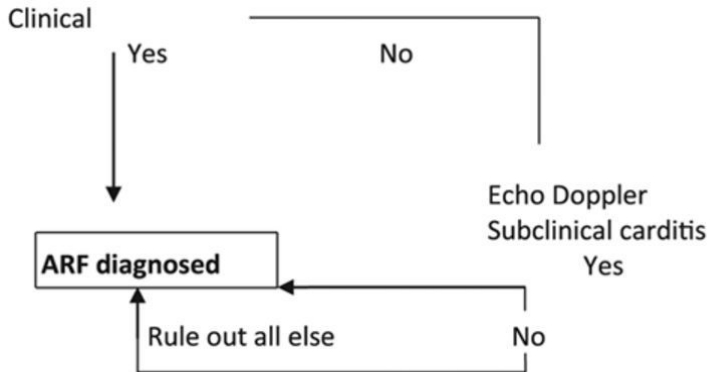 Clinical
Yes
No
Echo Doppler
Subclinical carditis
Yes
ARF diagnosed
Rule out all else
No